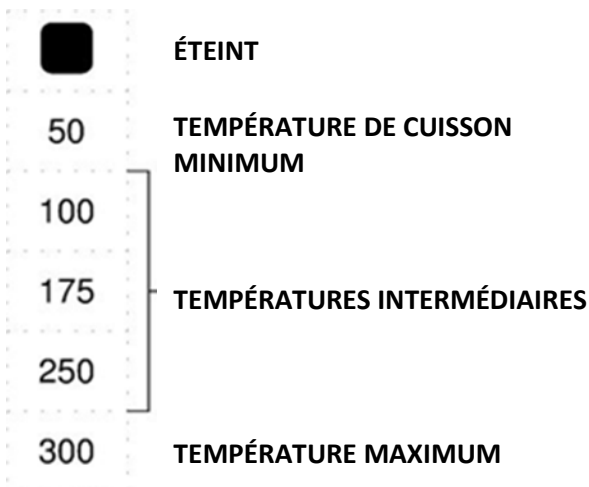 ÉTEINT
50 TEMPÉRATURE DE CUISSON
MINIMUM
100
175 TEMPÉRATURES INTERMÉDIAIRES
250
300 TEMPÉRATURE MAXIMUM